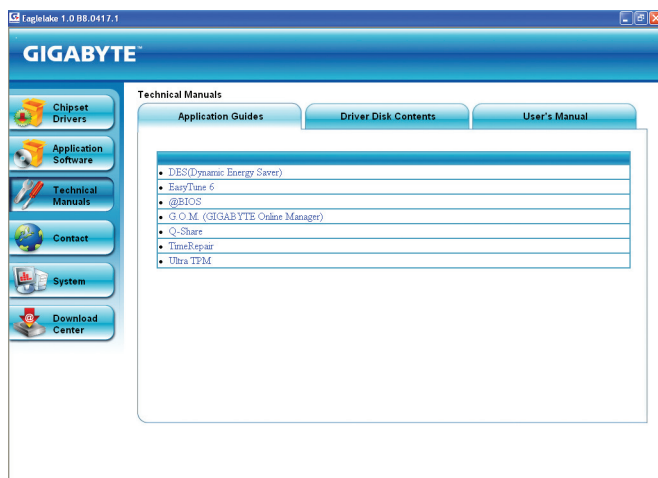 Eaglelake 1.0 B8.0417.1
GIGABYTE™
Chipset
Drivers
Application
Software
Technical
Manuals
Contact
System
Download
Center
Technical Manuals
Application Guides
Driver Disk Contents
User's Manual
• DES(Dynamic Energy Saver)
• EasyTune 6
• @BIOS
• G.O.M. (GIGABYTE Online Manager)
• Q-Share
• TimeRepair
• Ultra TPM